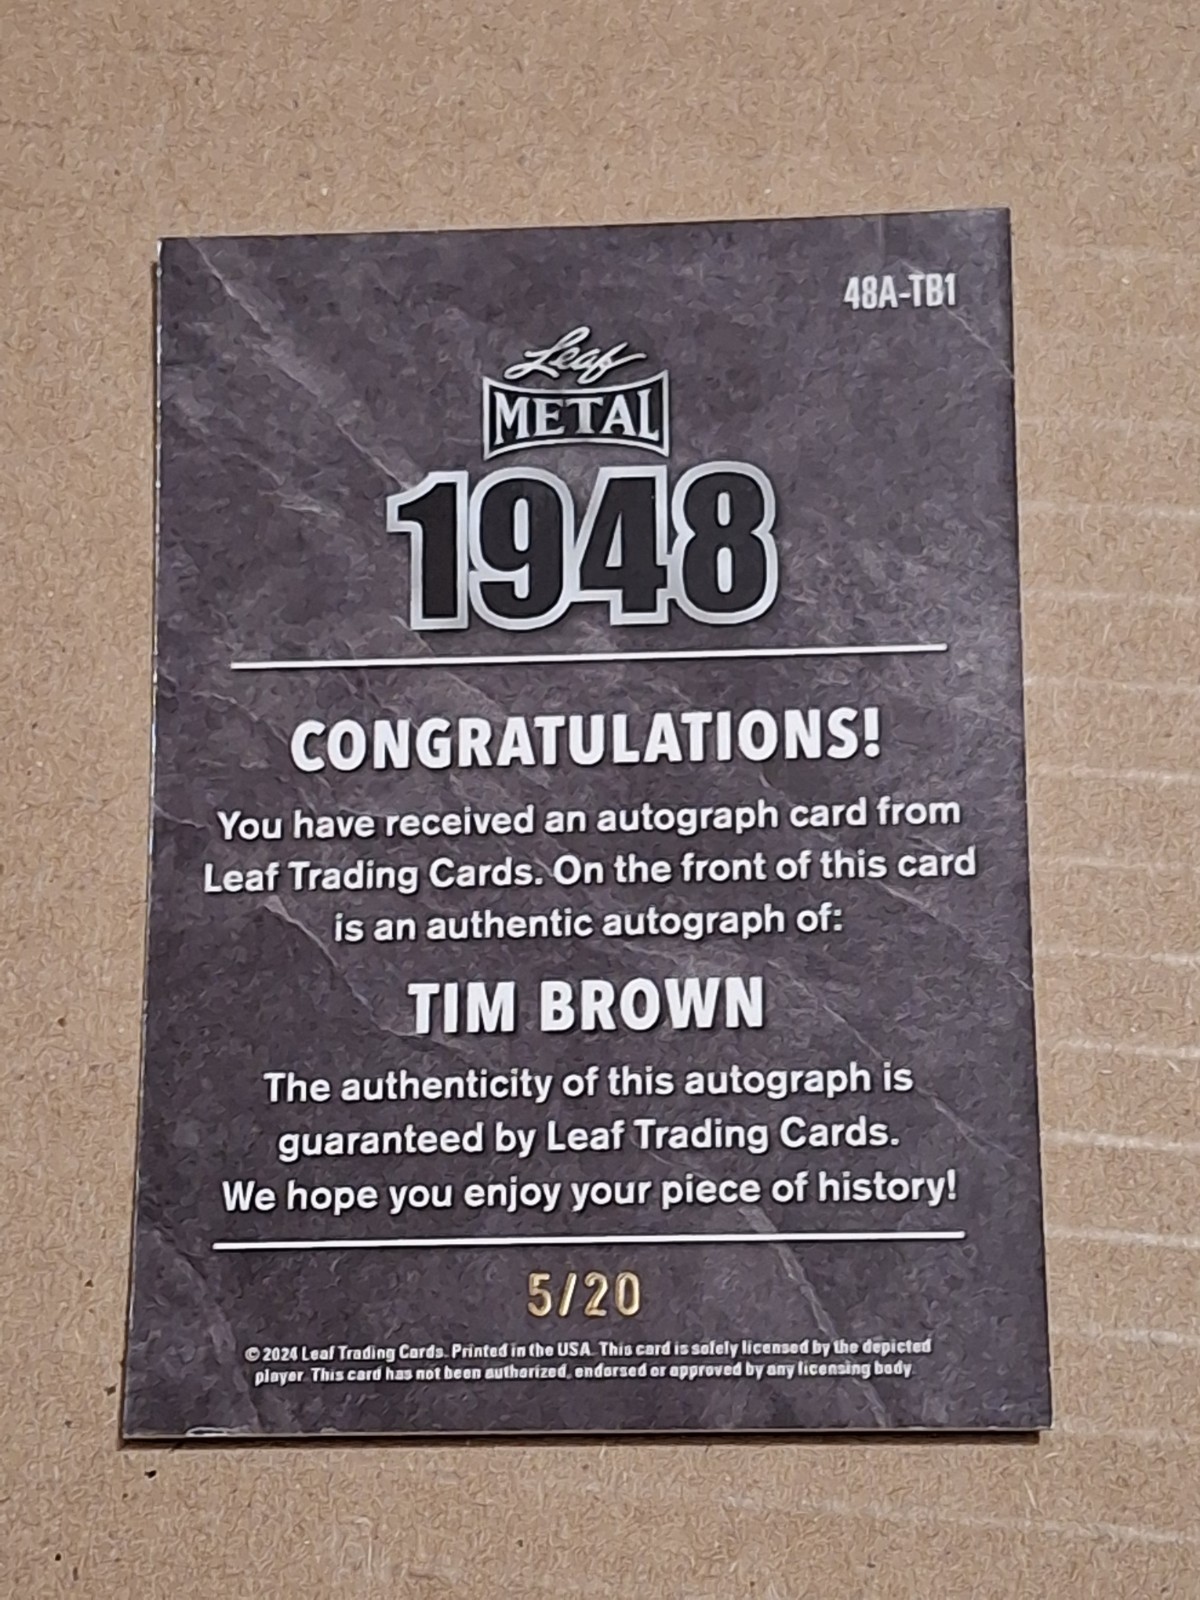 48A-TB1
Leaf
METAL
1948
CONGRATULATIONS!
You have received an autograph card from
Leaf Trading Cards. On the front of this card
is an authentic autograph of:
TIM BROWN
The authenticity of this autograph is
guaranteed by Leaf Trading Cards.
We hope you enjoy your piece of history!
5/20
© 2024 Leaf Trading Cards. Printed in the USA. This card is solely licensed by the depicted
player. This card has not been authorized, endorsed or approved by any licensing body.